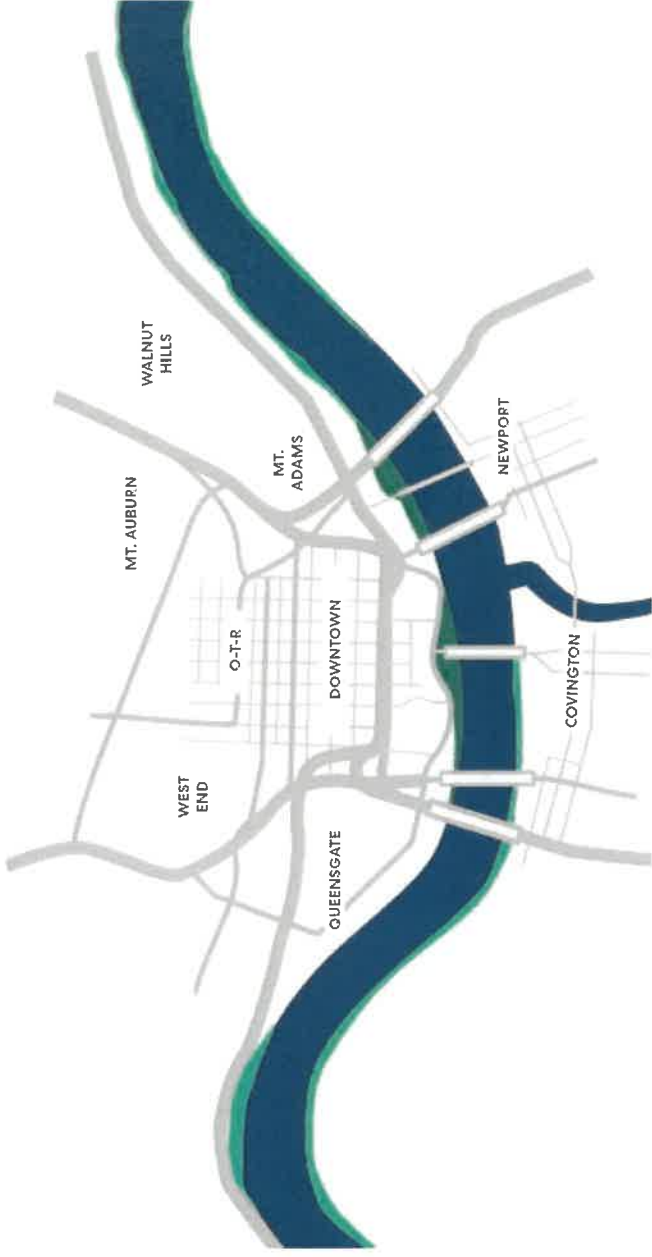 MT. AUBURN
WALNUT
HILLS
WEST
END
O-T-R
MT.
ADAMS
QUEENSGATE
DOWNTOWN
NEWPORT
COVINGTON